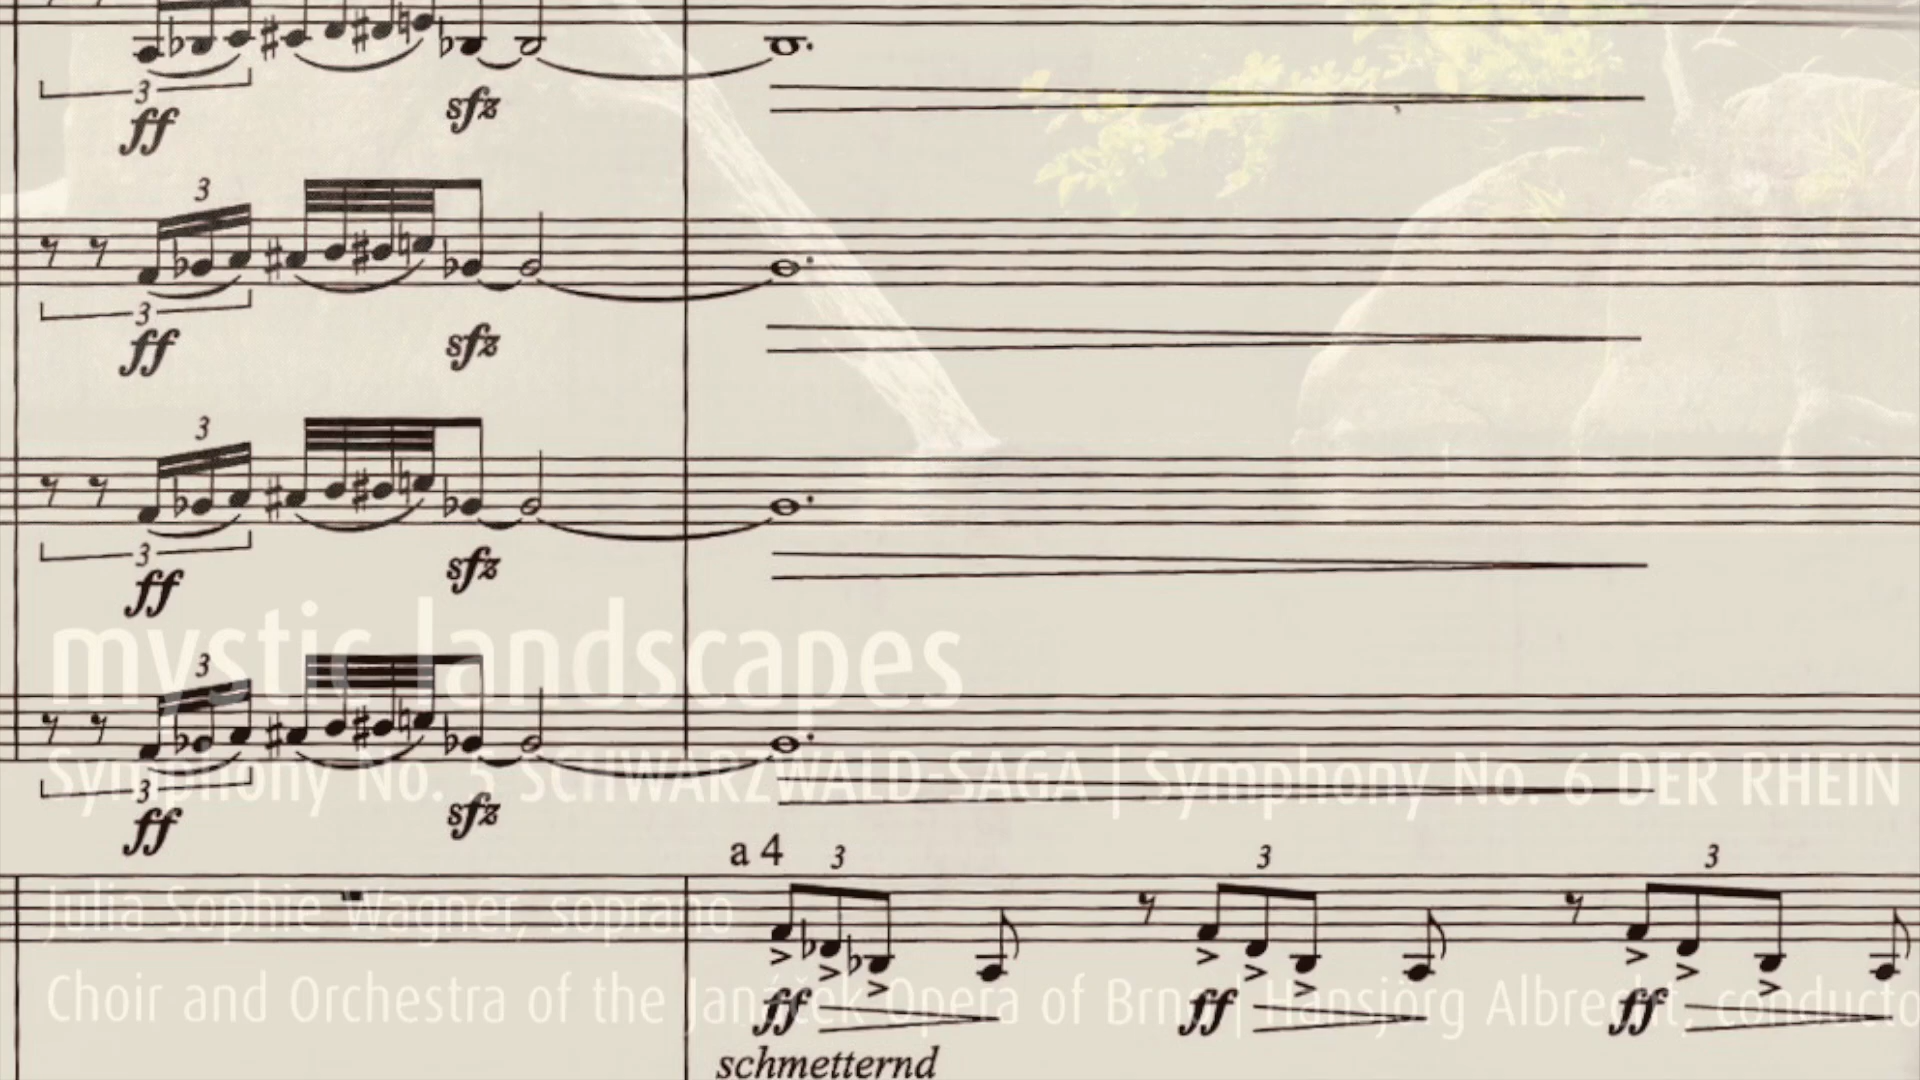 3
ff sfz
3
3
ff sfz
3
3
ff sfz
mystic landscapes
3
Symphony No. 5 SCHWARZWALD-SAGA | Symphony No. 6 DER RHEIN
3
ff sfz
a 4 3 3 3
Julia Sophie Wagner, soprano
Choir and Orchestra of the Janáček Opera of Brno | Hansjörg Albrecht, conducto
ff ff ff
schmetternd